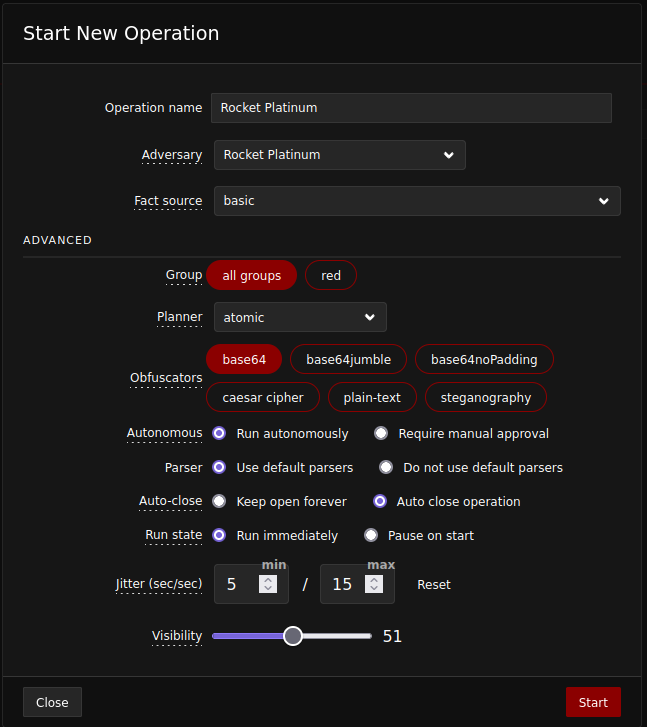 Start New Operation
Operation name Rocket Platinum
Adversary Rocket Platinum
Fact source basic
ADVANCED
Group all groups red
Planner atomic
Obfuscators base64 base64jumble base64noPadding
caesar cipher plain-text steganography
Autonomous Run autonomously Require manual approval
Parser Use default parsers Do not use default parsers
Auto-close Keep open forever Auto close operation
Run state Run immediately Pause on start
Jitter (sec/sec) min 5 / max 15 Reset
Visibility 51
Close Start